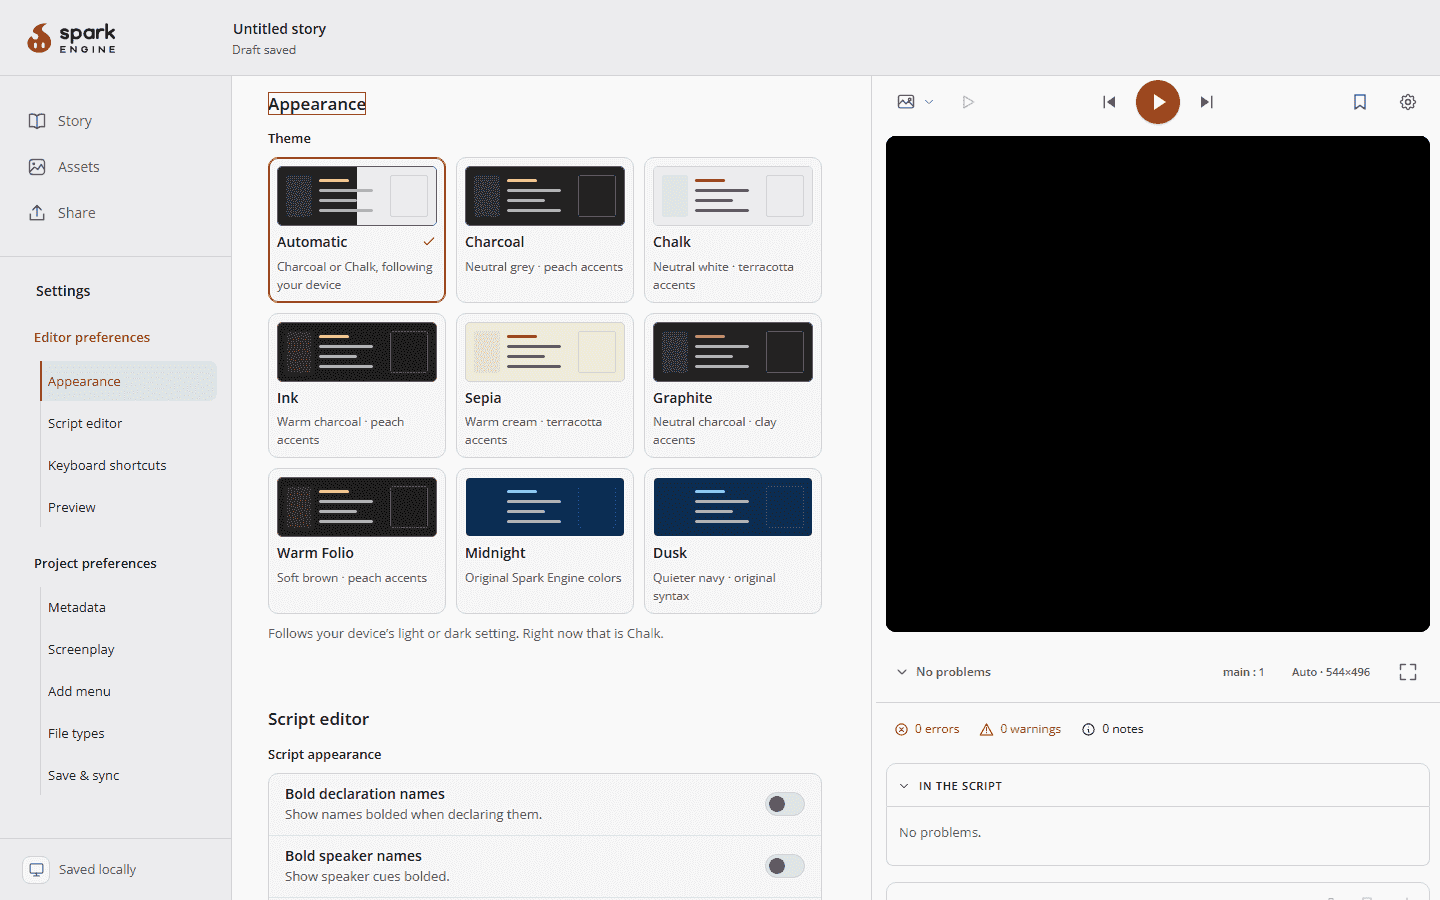 spark
ENGINE
Untitled story
Draft saved
Story
Assets
Share
Settings
Editor preferences
Appearance
Script editor
Keyboard shortcuts
Preview
Project preferences
Metadata
Screenplay
Add menu
File types
Save & sync
Saved locally
Appearance
Theme
Automatic
Charcoal or Chalk, following
your device
Charcoal
Neutral grey · peach accents
Chalk
Neutral white · terracotta
accents
Ink
Warm charcoal · peach
accents
Sepia
Warm cream · terracotta
accents
Graphite
Neutral charcoal · clay
accents
Warm Folio
Soft brown · peach accents
Midnight
Original Spark Engine colors
Dusk
Quieter navy · original
syntax
Follows your device’s light or dark setting. Right now that is Chalk.
Script editor
Script appearance
Bold declaration names
Show names bolded when declaring them.
Bold speaker names
Show speaker cues bolded.
No problems
main : 1
Auto · 544×496
0 errors
0 warnings
0 notes
IN THE SCRIPT
No problems.